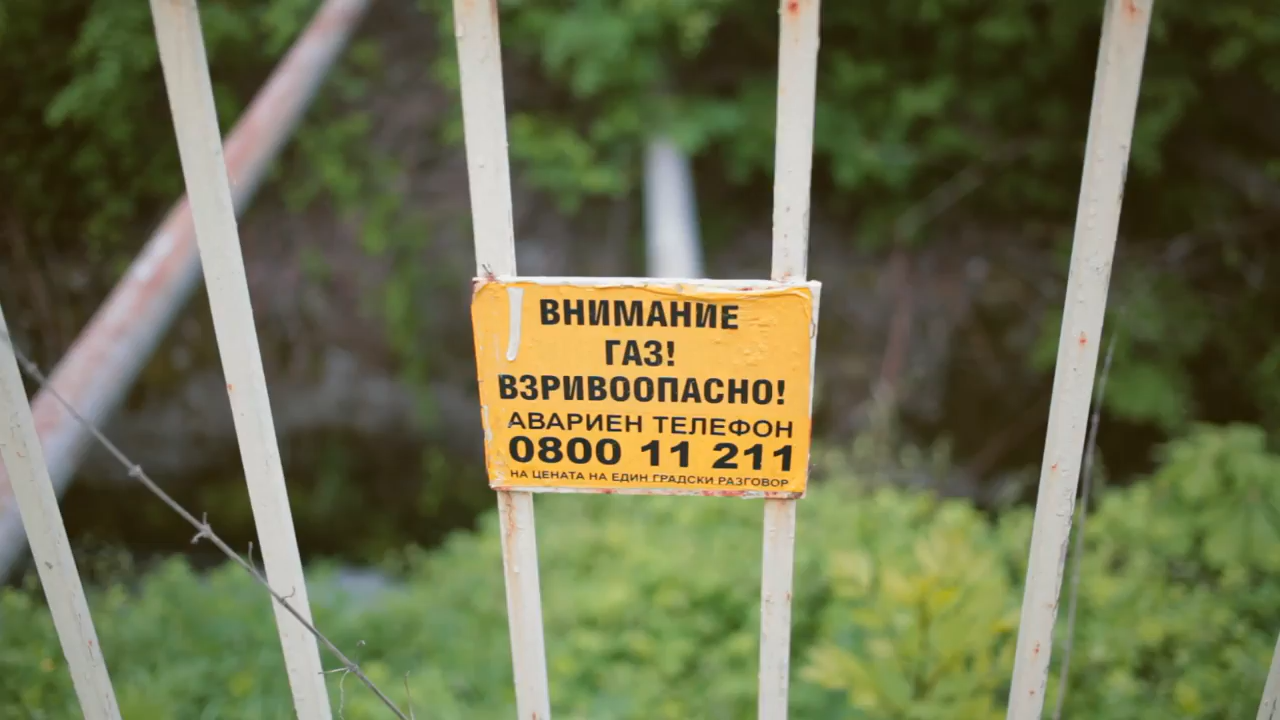 ВНИМАНИЕ
ГАЗ!
ВЗРИВООПАСНО!
АВАРИЕН ТЕЛЕФОН
0800 11 211
НА ЦЕНАТА НА ЕДИН ГРАДСКИ РАЗГОВОР